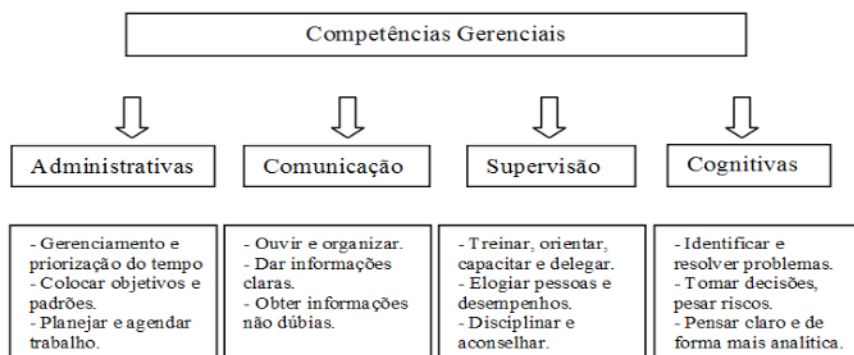 Competências Gerenciais
Administrativas
Comunicação
Supervisão
Cognitivas
- Gerenciamento e
priorização do tempo
- Colocar objetivos e
padrões.
- Planejar e agendar
trabalho.
- Ouvir e organizar.
- Dar informações
claras.
- Obter informações
não dúbias.
- Treinar, orientar,
capacitar e delegar.
- Elogiar pessoas e
desempenhos.
- Disciplinar e
aconselhar.
- Identificar e
resolver problemas.
- Tomar decisões,
pesar riscos.
- Pensar claro e de
forma mais analítica.